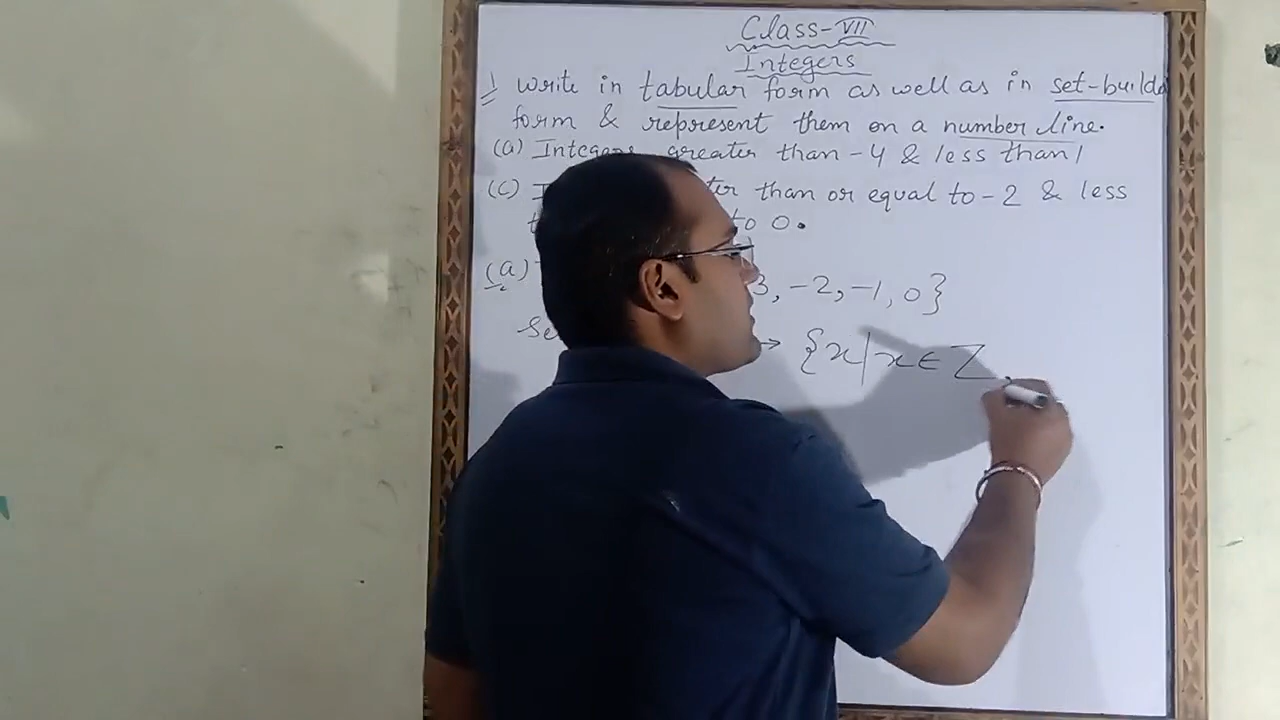 Class-VII
Integers
1) Write in tabular form as well as in set-build
form & represent them on a number line.
(a) Integers greater than -4 & less than 1
(c) than or equal to -2 & less
to 0.
(a) 3, -2, -1, 0}
Se → {x|x∈Z,